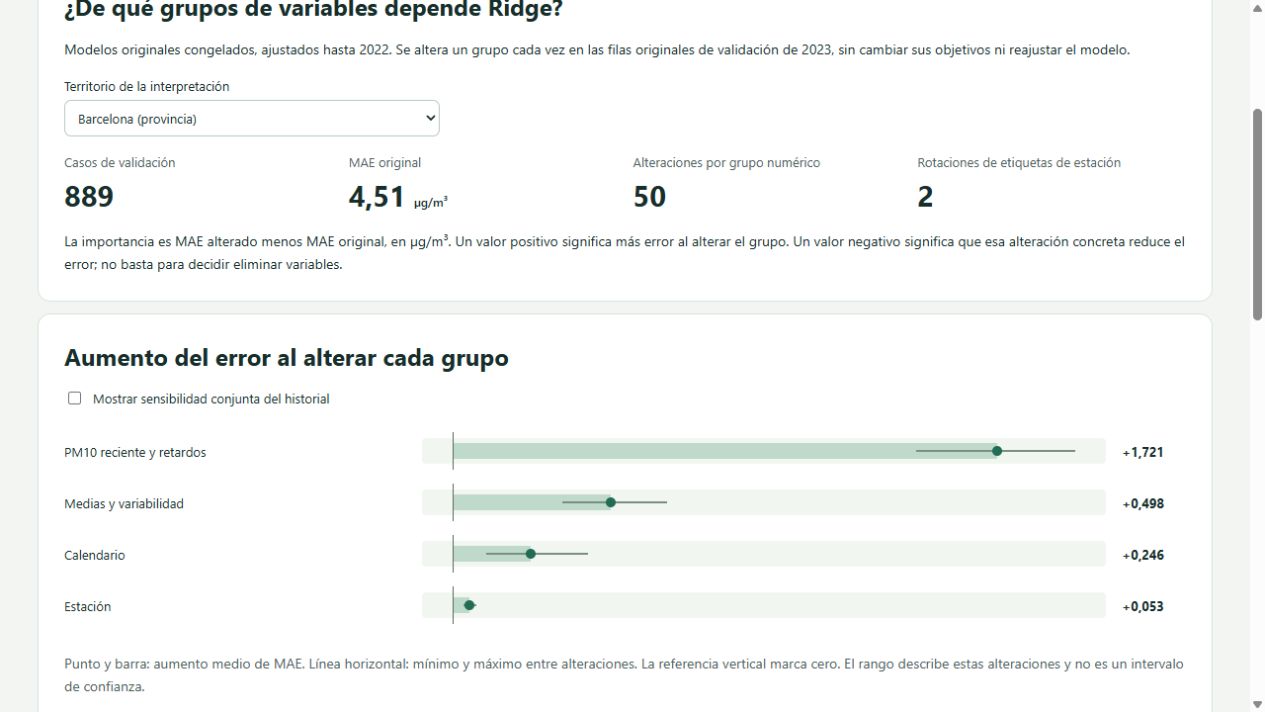 ¿De qué grupos de variables depende Ridge?
Modelos originales congelados, ajustados hasta 2022. Se altera un grupo cada vez en las filas originales de validación de 2023, sin cambiar sus objetivos ni reajustar el modelo.
Territorio de la interpretación
Barcelona (provincia)
Casos de validación
889
MAE original
4,51 µg/m³
Alteraciones por grupo numérico
50
Rotaciones de etiquetas de estación
2
La importancia es MAE alterado menos MAE original, en µg/m³. Un valor positivo significa más error al alterar el grupo. Un valor negativo significa que esa alteración concreta reduce el
error; no basta para decidir eliminar variables.
Aumento del error al alterar cada grupo
Mostrar sensibilidad conjunta del historial
PM10 reciente y retardos +1,721
Medias y variabilidad +0,498
Calendario +0,246
Estación +0,053
Punto y barra: aumento medio de MAE. Línea horizontal: mínimo y máximo entre alteraciones. La referencia vertical marca cero. El rango describe estas alteraciones y no es un intervalo
de confianza.